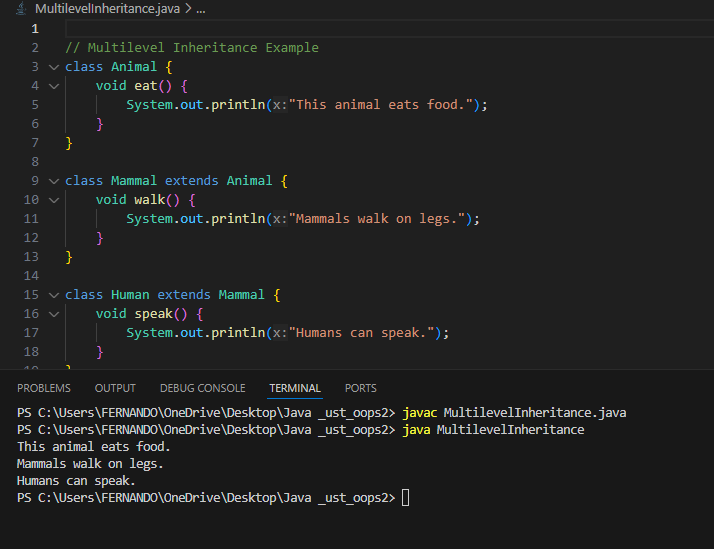 MultilevelInheritance.java > ...
1
2 // Multilevel Inheritance Example
3 class Animal {
4 void eat() {
5 System.out.println(x:"This animal eats food.");
6 }
7 }
8
9 class Mammal extends Animal {
10 void walk() {
11 System.out.println(x:"Mammals walk on legs.");
12 }
13 }
14
15 class Human extends Mammal {
16 void speak() {
17 System.out.println(x:"Humans can speak.");
18 }
19 }
PROBLEMS OUTPUT DEBUG CONSOLE TERMINAL PORTS
PS C:\Users\FERNANDO\OneDrive\Desktop\Java _ust_oops2> javac MultilevelInheritance.java
PS C:\Users\FERNANDO\OneDrive\Desktop\Java _ust_oops2> java MultilevelInheritance
This animal eats food.
Mammals walk on legs.
Humans can speak.
PS C:\Users\FERNANDO\OneDrive\Desktop\Java _ust_oops2>